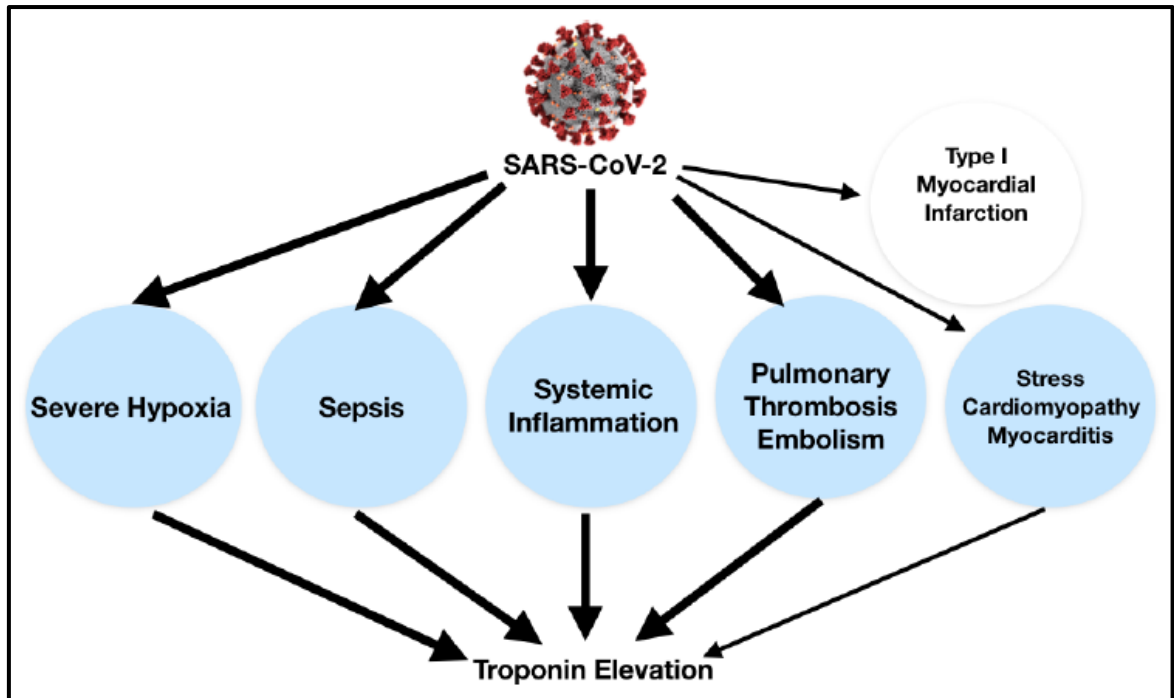 SARS-CoV-2
Type I
Myocardial
Infarction
Severe Hypoxia
Sepsis
Systemic
Inflammation
Pulmonary
Thrombosis
Embolism
Stress
Cardiomyopathy
Myocarditis
Troponin Elevation